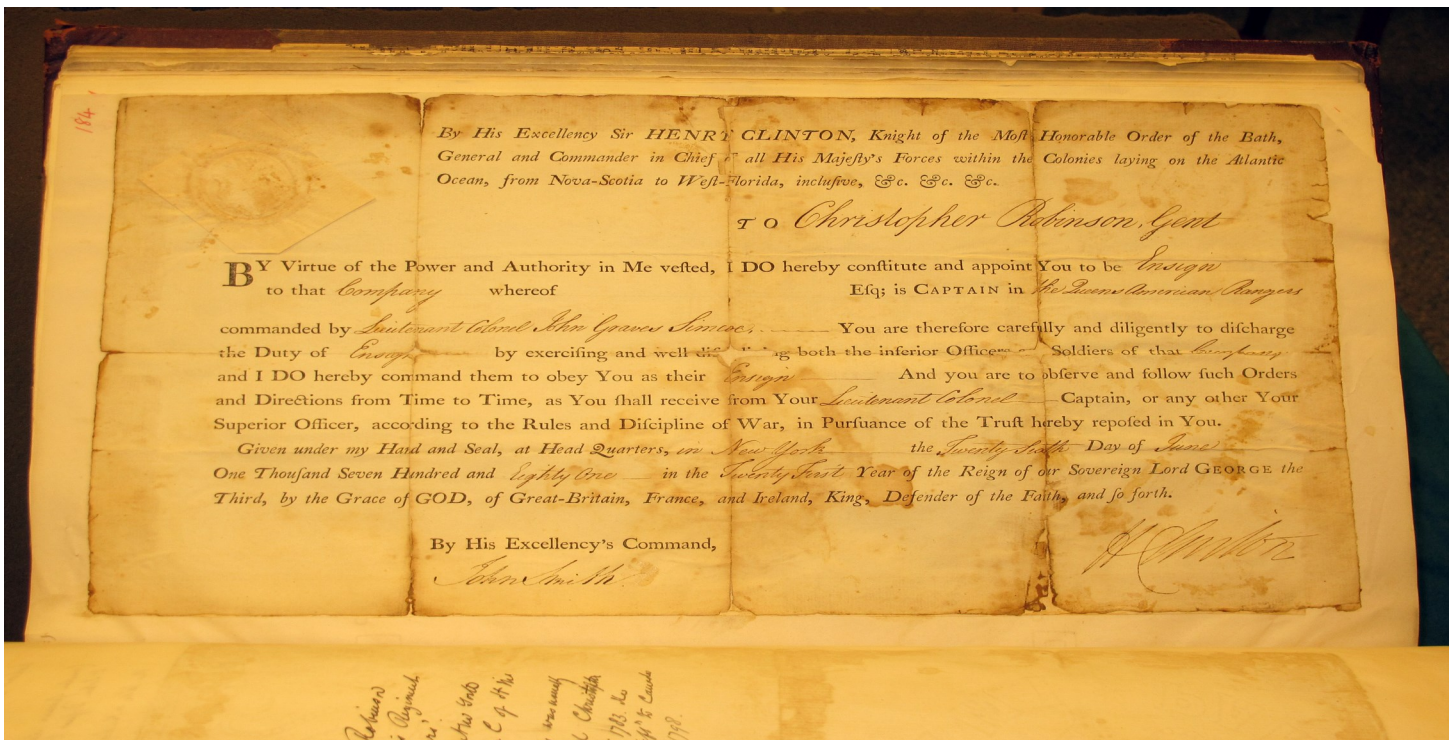 184
By His Excellency Sir HENRY CLINTON, Knight of the Moſt Honorable Order of the Bath,
General and Commander in Chief of all His Majeſty's Forces within the Colonies laying on the Atlantic
Ocean, from Nova-Scotia to Weſt-Florida, incluſive, &c. &c. &c.
TO Christopher Robinson, Gent
BY Virtue of the Power and Authority in Me veſted, I DO hereby conſtitute and appoint You to be Ensign
to that Company whereof Eſq; is CAPTAIN in the Queens American Rangers
commanded by Lieutenant Colonel John Graves Simcoe, You are therefore carefully and diligently to diſcharge
the Duty of Ensign by exerciſing and well diſ ing both the inferior Officers Soldiers of that Company
and I DO hereby command them to obey You as their Ensign And you are to obſerve and follow ſuch Orders
and Directions from Time to Time, as You ſhall receive from Your Lieutenant Colonel Captain, or any other Your
Superior Officer, according to the Rules and Diſcipline of War, in Purſuance of the Truſt hereby repoſed in You.
Given under my Hand and Seal, at Head Quarters, in New York the Twenty Sixth Day of June
One Thouſand Seven Hundred and Eighty One in the Twenty First Year of the Reign of our Sovereign Lord GEORGE the
Third, by the Grace of GOD, of Great-Britain, France, and Ireland, King, Defender of the Faith, and ſo forth.
By His Excellency's Command,
H Clinton
John Smith
Robinson
Regiment
C of H Ms
was
Christopher
1783.
1798.